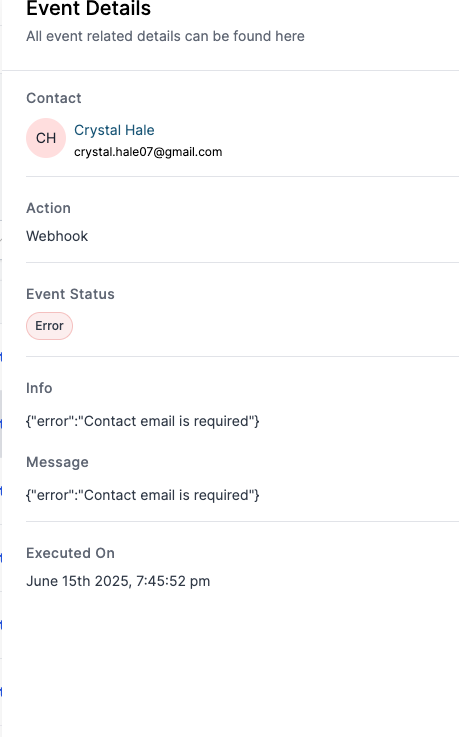 Event Details
All event related details can be found here
Contact
CH
Crystal Hale
crystal.hale07@gmail.com
Action
Webhook
Event Status
Error
Info
{"error":"Contact email is required"}
Message
{"error":"Contact email is required"}
Executed On
June 15th 2025, 7:45:52 pm